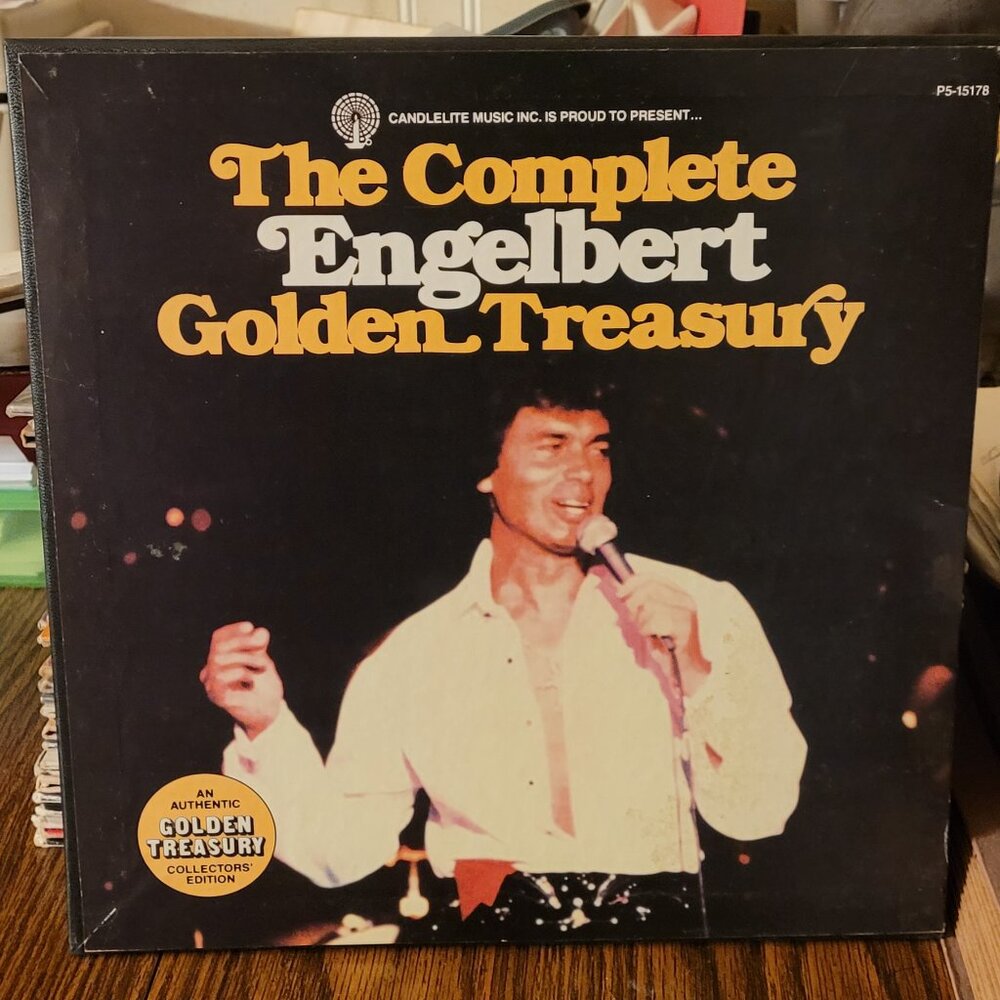 P5-15178
CANDLELITE MUSIC INC. IS PROUD TO PRESENT...
The Complete
Engelbert
Golden Treasury
AN
AUTHENTIC
GOLDEN
TREASURY
COLLECTORS'
EDITION